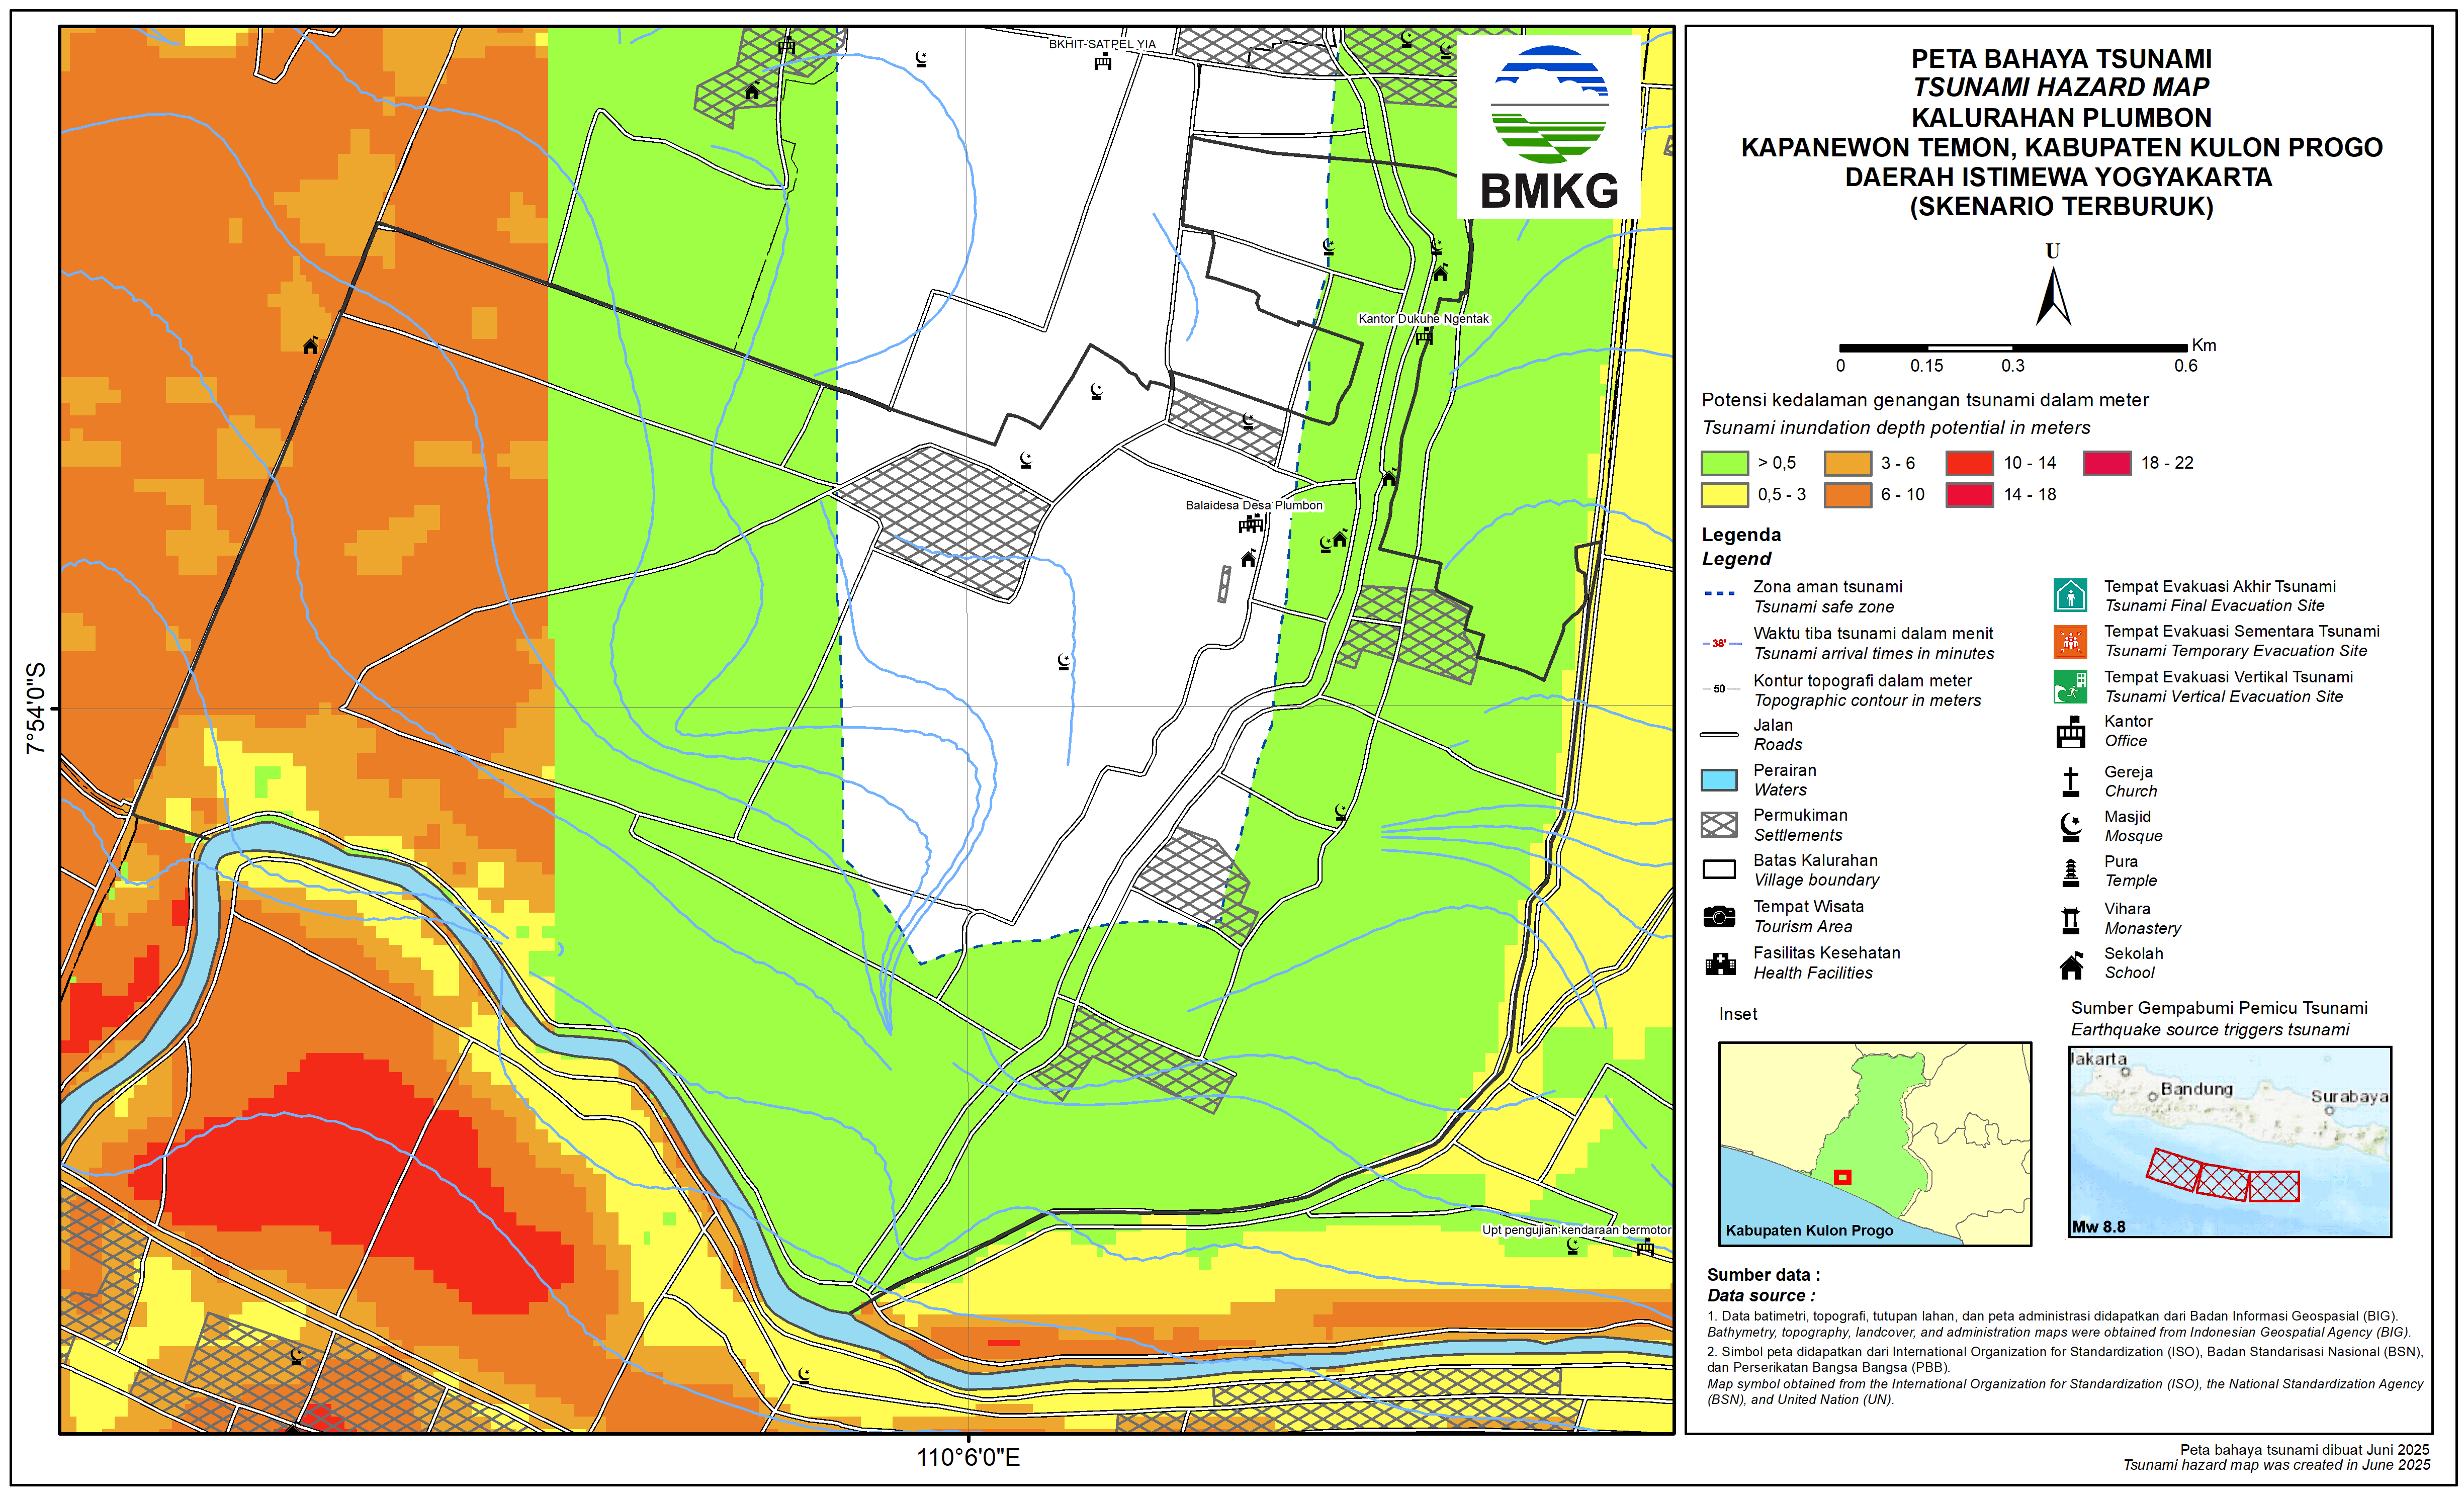 BKHIT-SATPEL YIA
BMKG
Kantor Dukuhe Ngentak
Balaidesa Desa Plumbon
Upt pengujian kendaraan bermotor
7°54'0"S
110°6'0"E
PETA BAHAYA TSUNAMI
TSUNAMI HAZARD MAP
KALURAHAN PLUMBON
KAPANEWON TEMON, KABUPATEN KULON PROGO
DAERAH ISTIMEWA YOGYAKARTA
(SKENARIO TERBURUK)
U
Km
0 0.15 0.3 0.6
Potensi kedalaman genangan tsunami dalam meter
Tsunami inundation depth potential in meters
> 0,5 3 - 6 10 - 14 18 - 22
0,5 - 3 6 - 10 14 - 18
Legenda
Legend
Zona aman tsunami
Tsunami safe zone
38'
Waktu tiba tsunami dalam menit
Tsunami arrival times in minutes
50
Kontur topografi dalam meter
Topographic contour in meters
Jalan
Roads
Perairan
Waters
Permukiman
Settlements
Batas Kalurahan
Village boundary
Tempat Wisata
Tourism Area
Fasilitas Kesehatan
Health Facilities
Tempat Evakuasi Akhir Tsunami
Tsunami Final Evacuation Site
Tempat Evakuasi Sementara Tsunami
Tsunami Temporary Evacuation Site
Tempat Evakuasi Vertikal Tsunami
Tsunami Vertical Evacuation Site
Kantor
Office
Gereja
Church
Masjid
Mosque
Pura
Temple
Vihara
Monastery
Sekolah
School
Inset
Kabupaten Kulon Progo
Sumber Gempabumi Pemicu Tsunami
Earthquake source triggers tsunami
Jakarta
Bandung
Surabaya
Mw 8.8
Sumber data :
Data source :
1. Data batimetri, topografi, tutupan lahan, dan peta administrasi didapatkan dari Badan Informasi Geospasial (BIG).
Bathymetry, topography, landcover, and administration maps were obtained from Indonesian Geospatial Agency (BIG).
2. Simbol peta didapatkan dari International Organization for Standardization (ISO), Badan Standarisasi Nasional (BSN),
dan Perserikatan Bangsa Bangsa (PBB).
Map symbol obtained from the International Organization for Standardization (ISO), the National Standardization Agency
(BSN), and United Nation (UN).
Peta bahaya tsunami dibuat Juni 2025
Tsunami hazard map was created in June 2025